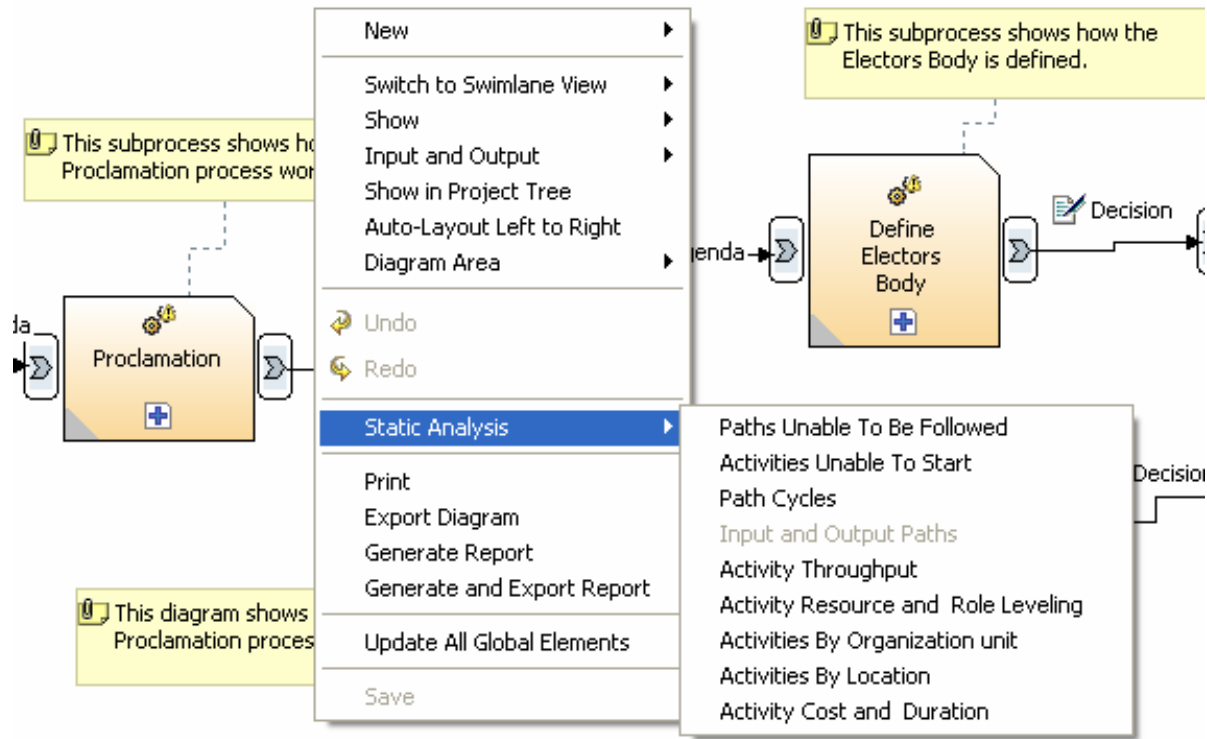 New
Switch to Swimlane View
Show
Input and Output
Show in Project Tree
Auto-Layout Left to Right
Diagram Area
Undo
Redo
Static Analysis
Print
Export Diagram
Generate Report
Generate and Export Report
Update All Global Elements
Save
Paths Unable To Be Followed
Activities Unable To Start
Path Cycles
Input and Output Paths
Activity Throughput
Activity Resource and  Role Leveling
Activities By Organization unit
Activities By Location
Activity Cost and  Duration
This subprocess shows
Proclamation process
Proclamation
This diagram shows
Proclamation
This subprocess shows how the
Electors Body is defined.
Define
Electors
Body
Decision